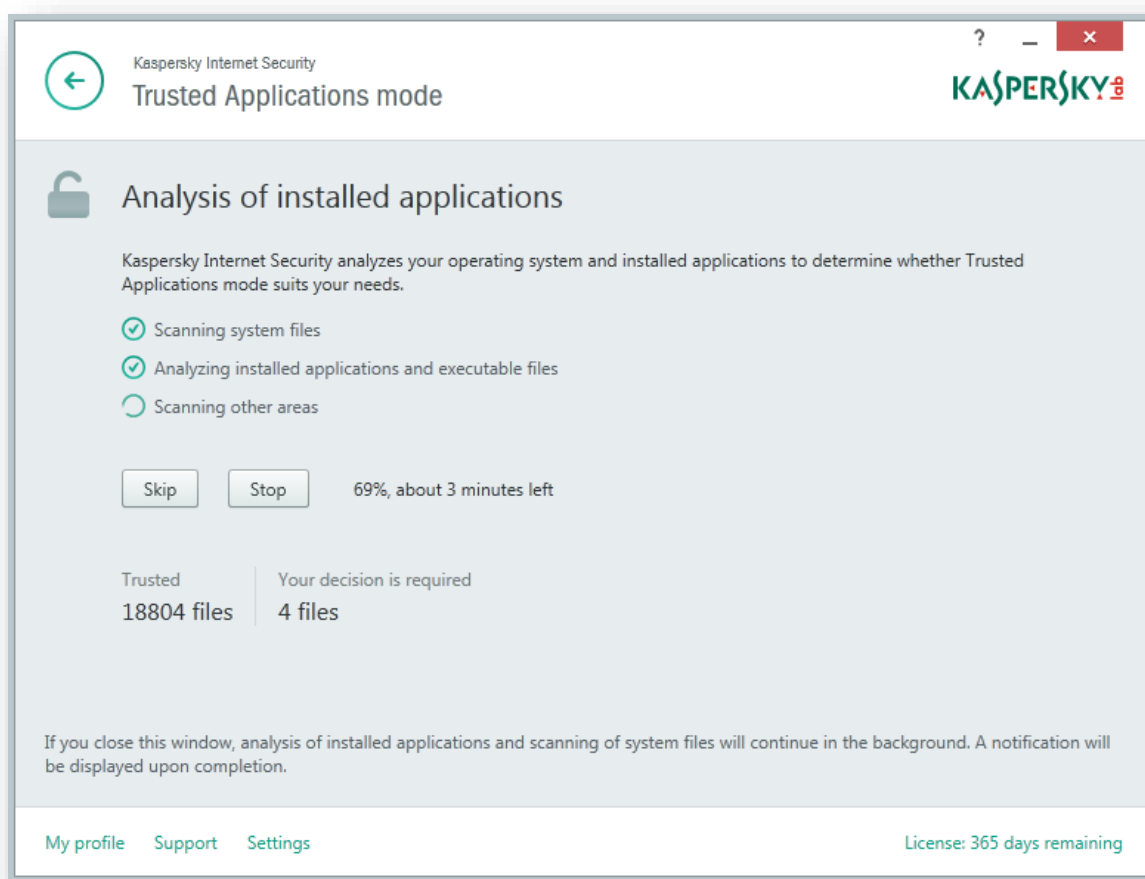 ?
Kaspersky Internet Security
Trusted Applications mode
KASPERSKY lab
Analysis of installed applications
Kaspersky Internet Security analyzes your operating system and installed applications to determine whether Trusted
Applications mode suits your needs.
Scanning system files
Analyzing installed applications and executable files
Scanning other areas
Skip Stop 69%, about 3 minutes left
Trusted Your decision is required
18804 files 4 files
If you close this window, analysis of installed applications and scanning of system files will continue in the background. A notification will
be displayed upon completion.
My profile Support Settings License: 365 days remaining